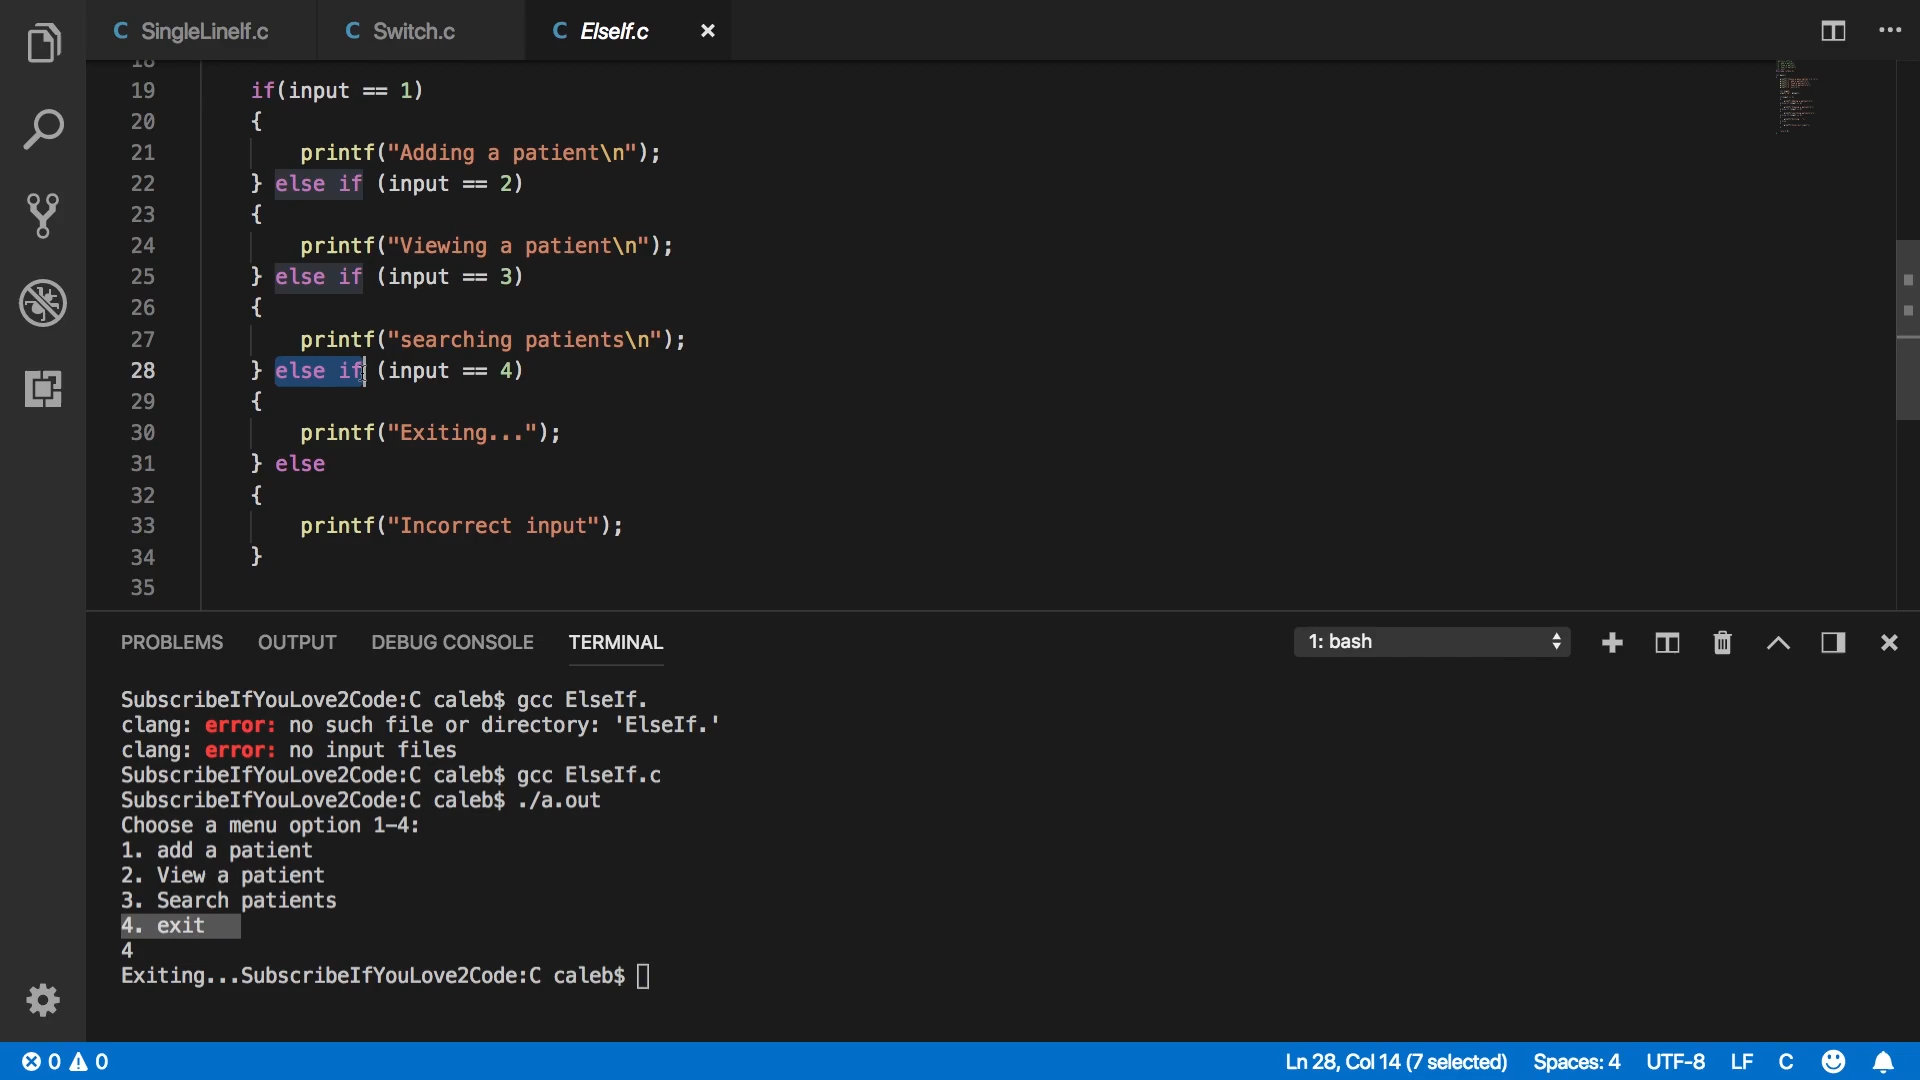 SingleLineIf.c
Switch.c
ElseIf.c
18
19 if(input == 1)
20 {
21 printf("Adding a patient\n");
22 } else if (input == 2)
23 {
24 printf("Viewing a patient\n");
25 } else if (input == 3)
26 {
27 printf("searching patients\n");
28 } else if (input == 4)
29 {
30 printf("Exiting...");
31 } else
32 {
33 printf("Incorrect input");
34 }
35
PROBLEMS OUTPUT DEBUG CONSOLE TERMINAL 1: bash
SubscribeIfYouLove2Code:C caleb$ gcc ElseIf.
clang: error: no such file or directory: 'ElseIf.'
clang: error: no input files
SubscribeIfYouLove2Code:C caleb$ gcc ElseIf.c
SubscribeIfYouLove2Code:C caleb$ ./a.out
Choose a menu option 1-4:
1. add a patient
2. View a patient
3. Search patients
4. exit
4
Exiting...SubscribeIfYouLove2Code:C caleb$
0 0 Ln 28, Col 14 (7 selected) Spaces: 4 UTF-8 LF C